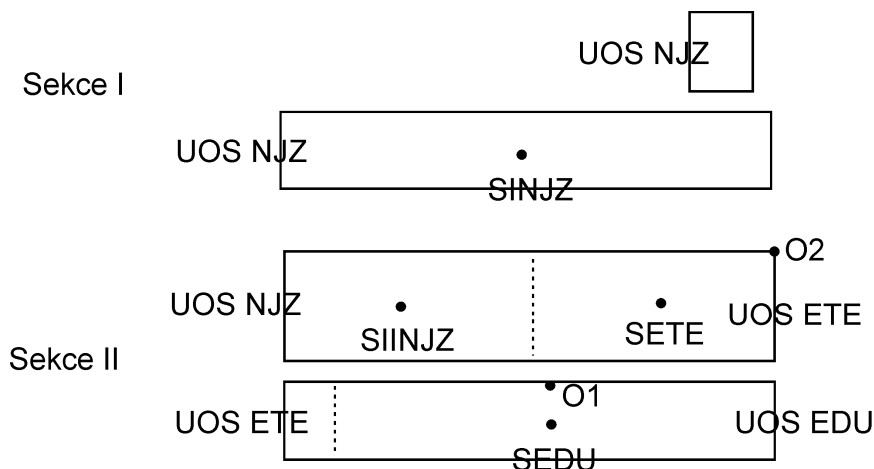 UOS NJZ
Sekce I
UOS NJZ
SINJZ
O2
UOS NJZ
UOS ETE
SIINJZ
SETE
Sekce II
O1
UOS ETE
UOS EDU
SEDU